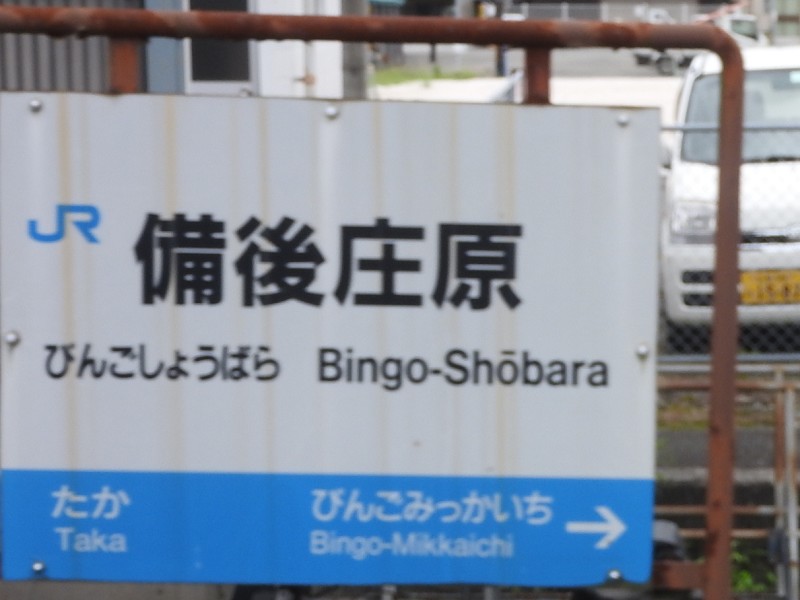 JR 備後庄原
びんごしょうばら Bingo-Shōbara
たか びんごみっかいち →
Taka Bingo-Mikkaichi